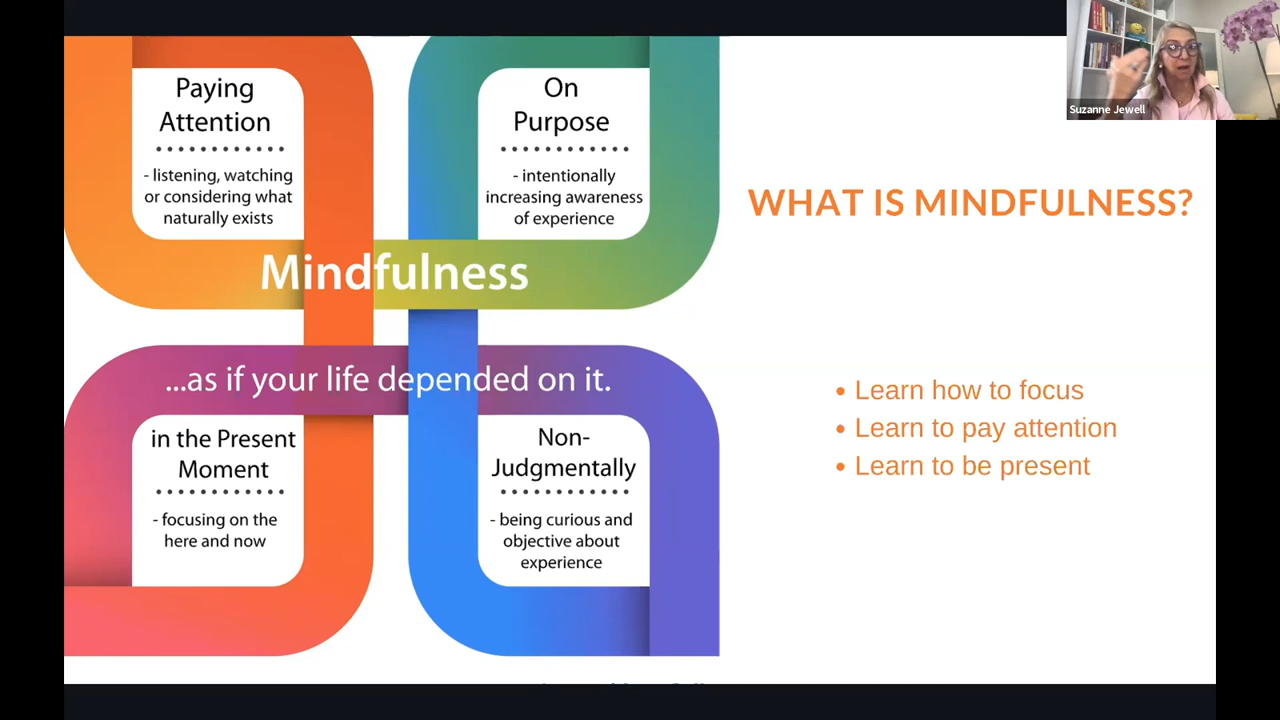 Suzanne Jewell
Paying
Attention
- listening, watching
or considering what
naturally exists
On
Purpose
- intentionally
increasing awareness
of experience
Mindfulness
...as if your life depended on it.
in the Present
Moment
- focusing on the
here and now
Non-
Judgmentally
- being curious and
objective about
experience
WHAT IS MINDFULNESS?
• Learn how to focus
• Learn to pay attention
• Learn to be present